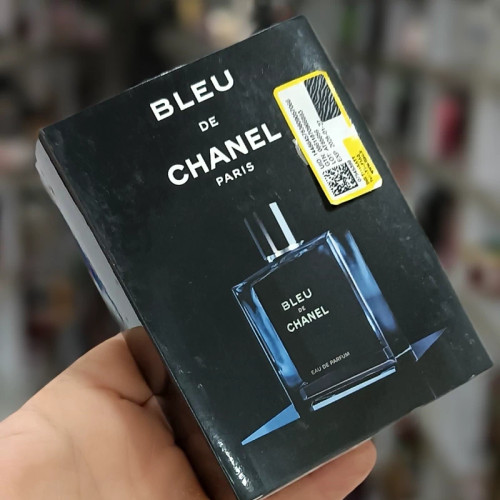 BLEU
DE
CHANEL
PARIS
BLEU
DE
CHANEL
EAU DE PARFUM